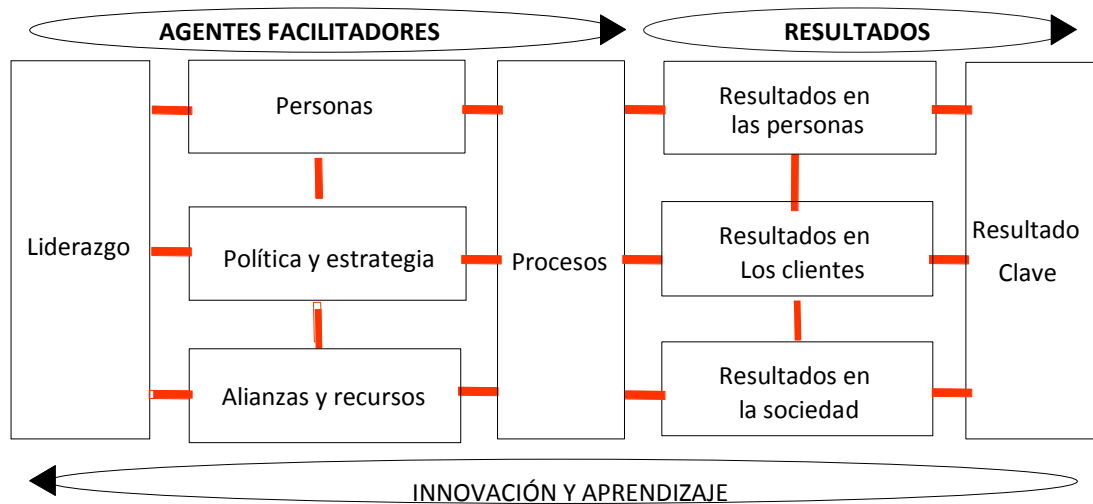 AGENTES FACILITADORES
RESULTADOS
Liderazgo
Personas
Política y estrategia
Alianzas y recursos
Procesos
Resultados en
las personas
Resultados en
Los clientes
Resultados en
la sociedad
Resultado
Clave
INNOVACIÓN Y APRENDIZAJE